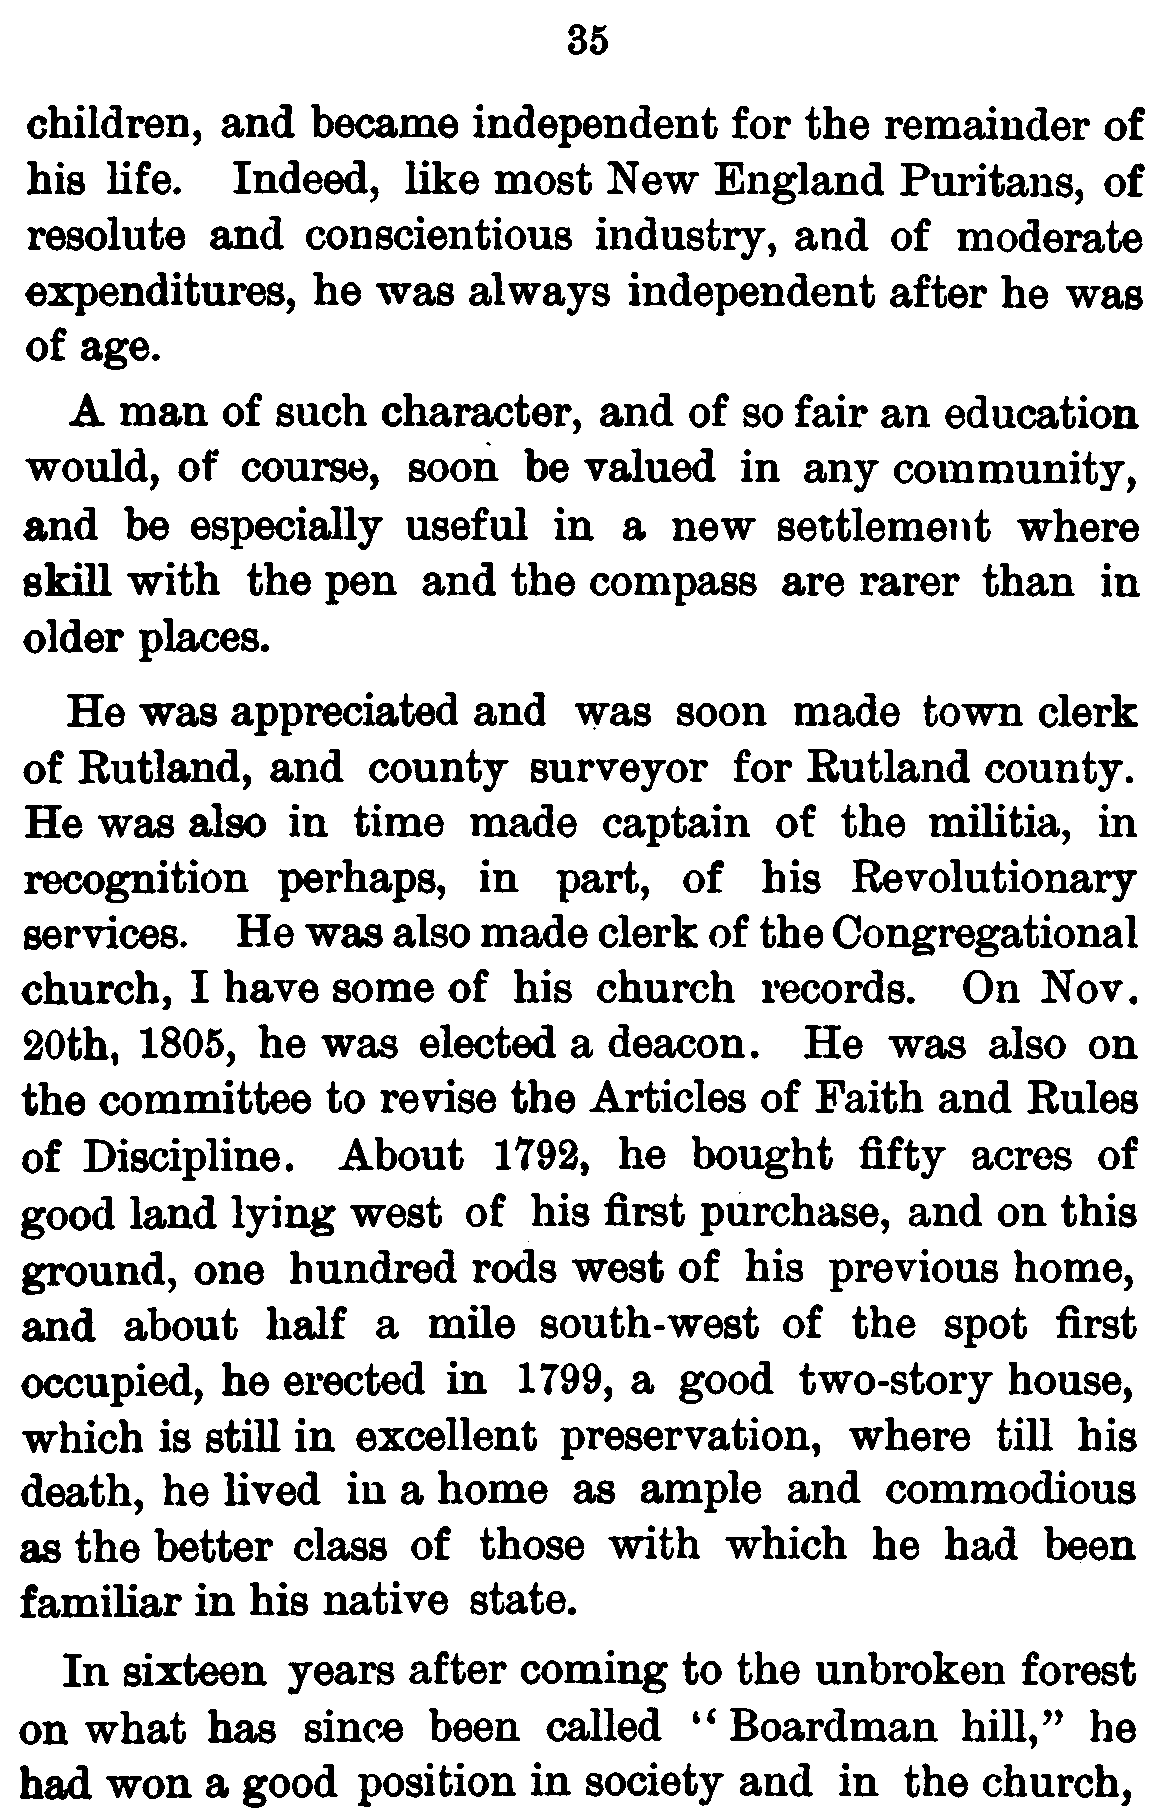 35
children, and became independent for the remainder of
his life. Indeed, like most New England Puritans, of
resolute and conscientious industry, and of moderate
expenditures, he was always independent after he was
of age.
A man of such character, and of so fair an education
would, of course, soon be valued in any community,
and be especially useful in a new settlement where
skill with the pen and the compass are rarer than in
older places.
He was appreciated and was soon made town clerk
of Rutland, and county surveyor for Rutland county.
He was also in time made captain of the militia, in
recognition perhaps, in part, of his Revolutionary
services. He was also made clerk of the Congregational
church, I have some of his church records. On Nov.
20th, 1805, he was elected a deacon. He was also on
the committee to revise the Articles of Faith and Rules
of Discipline. About 1792, he bought fifty acres of
good land lying west of his first purchase, and on this
ground, one hundred rods west of his previous home,
and about half a mile south-west of the spot first
occupied, he erected in 1799, a good two-story house,
which is still in excellent preservation, where till his
death, he lived in a home as ample and commodious
as the better class of those with which he had been
familiar in his native state.
In sixteen years after coming to the unbroken forest
on what has since been called “Boardman hill,” he
had won a good position in society and in the church,